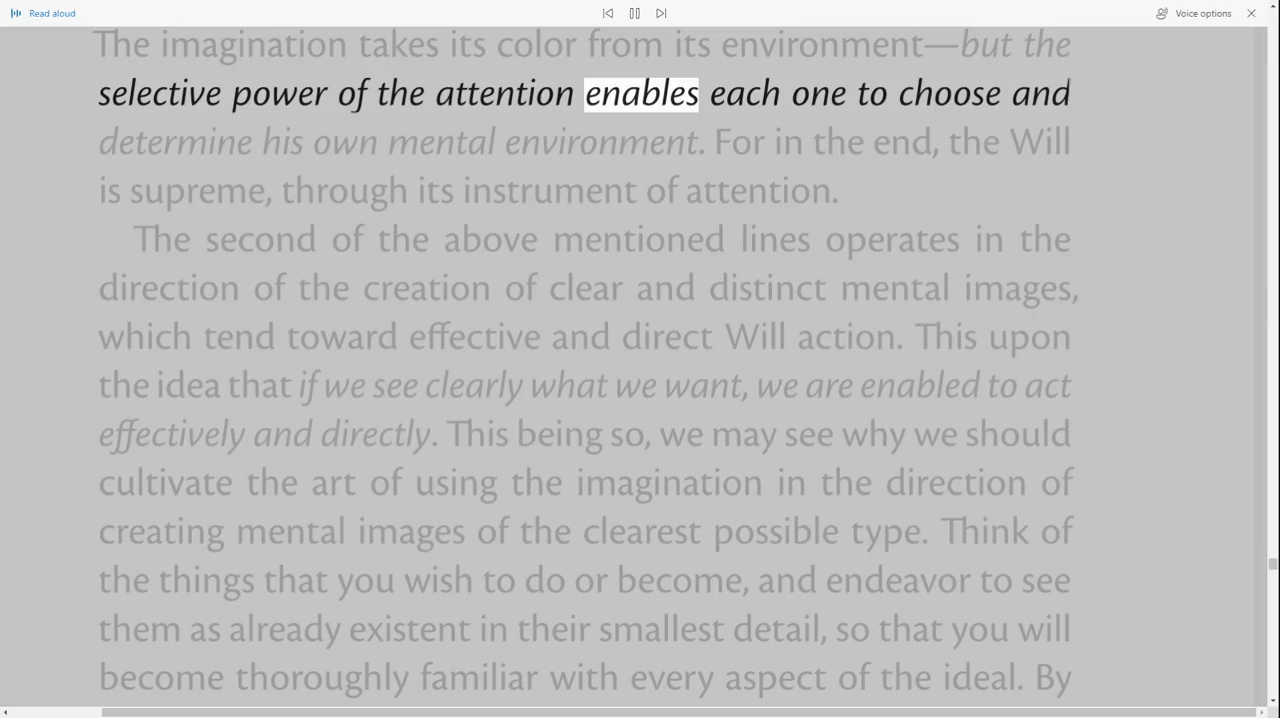 Read aloud
Voice options
The imagination takes its color from its environment—but the
selective power of the attention enables each one to choose and
determine his own mental environment. For in the end, the Will
is supreme, through its instrument of attention.
The second of the above mentioned lines operates in the
direction of the creation of clear and distinct mental images,
which tend toward effective and direct Will action. This upon
the idea that if we see clearly what we want, we are enabled to act
effectively and directly. This being so, we may see why we should
cultivate the art of using the imagination in the direction of
creating mental images of the clearest possible type. Think of
the things that you wish to do or become, and endeavor to see
them as already existent in their smallest detail, so that you will
become thoroughly familiar with every aspect of the ideal. By